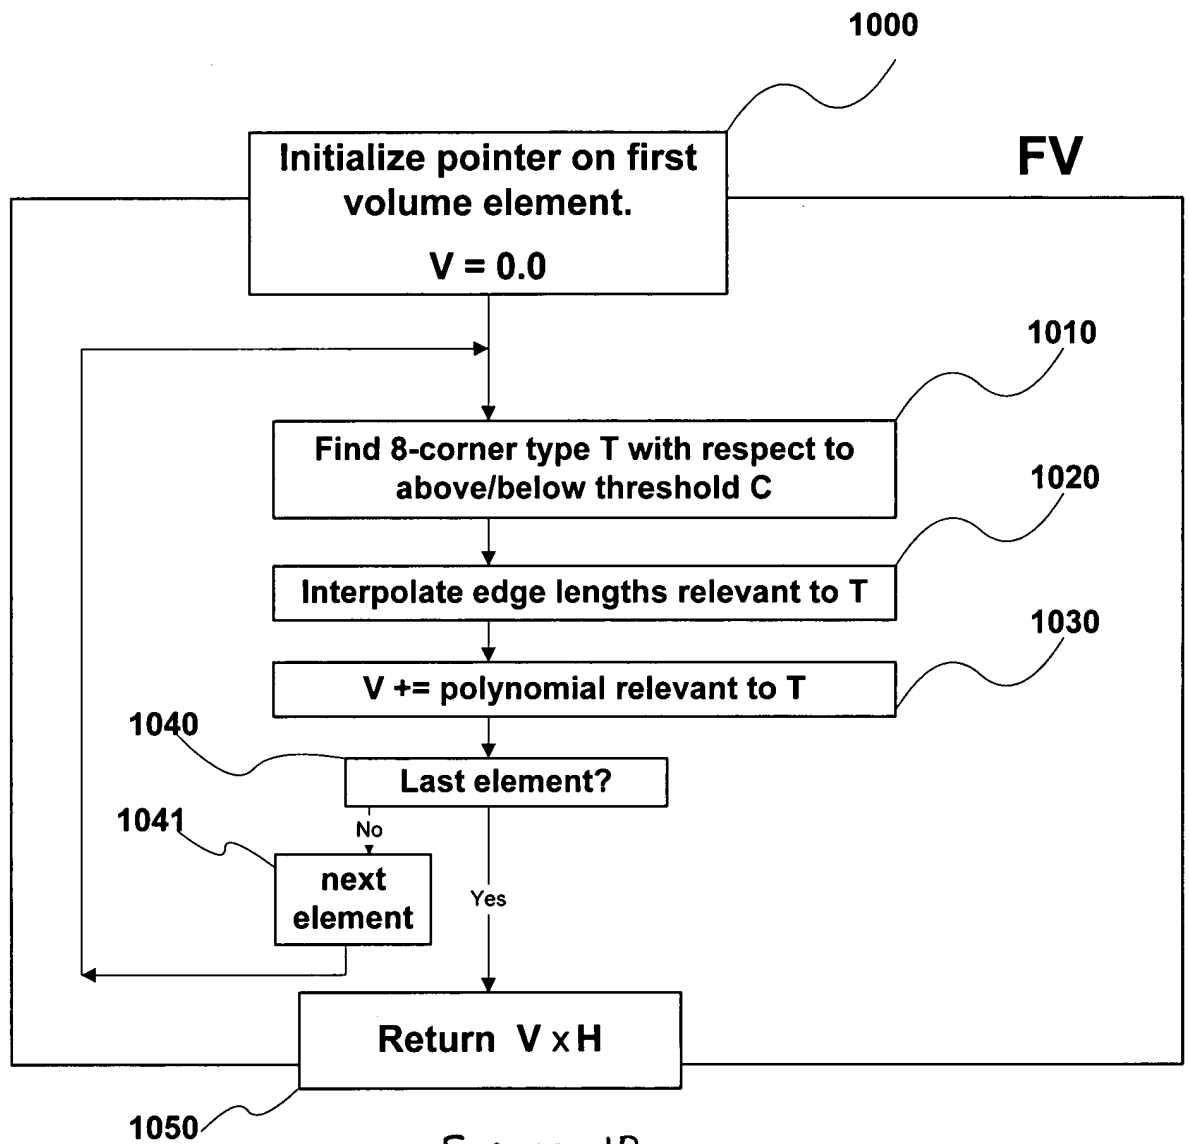 1000
FV
Initialize pointer on first
volume element.
V = 0.0
1010
Find 8-corner type T with respect to
above/below threshold C
1020
Interpolate edge lengths relevant to T
1030
V += polynomial relevant to T
1040
Last element?
No
1041
next
element
Yes
Return V x H
1050